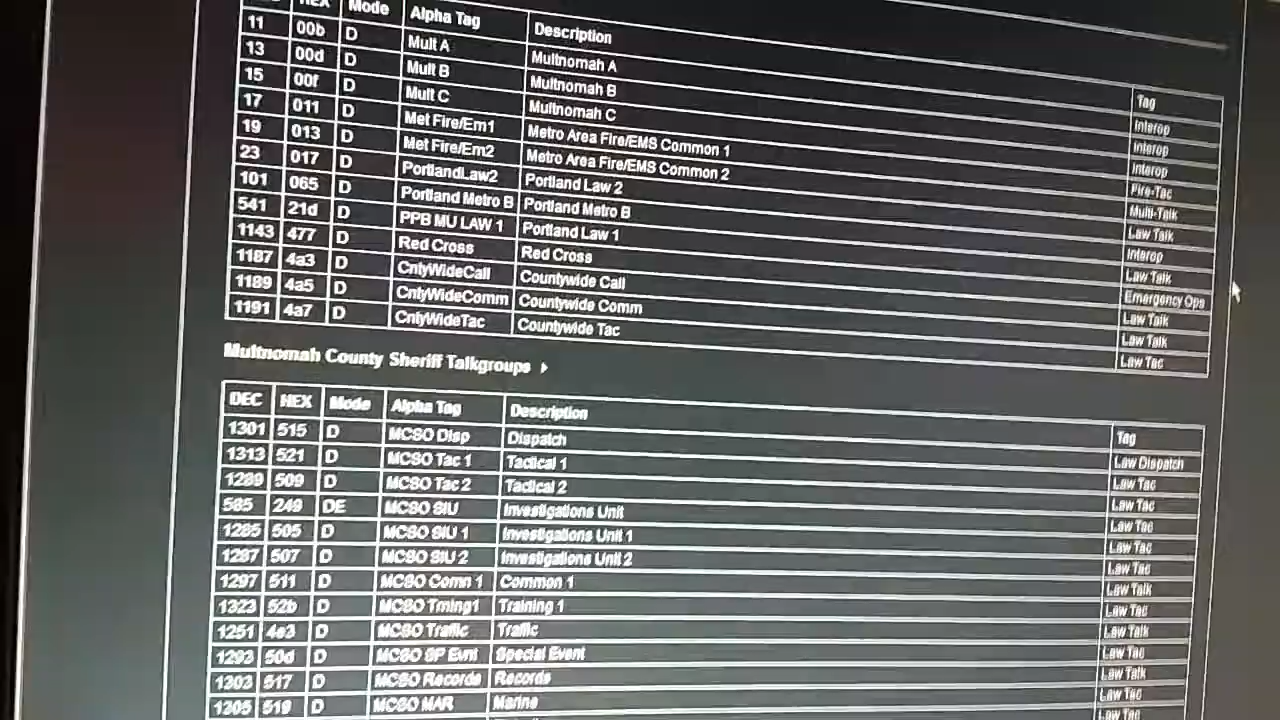 HEX Mode Alpha Tag Description Tag
11 00b D Mult A Multnomah A Interop
13 00d D Mult B Multnomah B Interop
15 00f D Mult C Multnomah C Interop
17 011 D Met Fire/Em1 Metro Area Fire/EMS Common 1 Fire-Tac
19 013 D Met Fire/Em2 Metro Area Fire/EMS Common 2 Multi-Talk
23 017 D PortlandLaw2 Portland Law 2 Law Talk
101 065 D Portland Metro B Portland Metro B Interop
541 21d D PPB MU LAW 1 Portland Law 1 Law Talk
1143 477 D Red Cross Red Cross Emergency Ops
1187 4a3 D CntyWideCall Countywide Call Law Talk
1189 4a5 D CntyWideComm Countywide Comm Law Talk
1191 4a7 D CntyWideTac Countywide Tac Law Tac
Multnomah County Sheriff Talkgroups
DEC HEX Mode Alpha Tag Description Tag
1301 515 D MCSO Disp Dispatch Law Dispatch
1313 521 D MCSO Tac 1 Tactical 1 Law Tac
1289 509 D MCSO Tac 2 Tactical 2 Law Tac
585 249 DE MCSO SIU Investigations Unit Law Tac
1285 505 D MCSO SIU 1 Investigations Unit 1 Law Tac
1287 507 D MCSO SIU 2 Investigations Unit 2 Law Tac
1297 511 D MCSO Comn 1 Common 1 Law Talk
1323 52b D MCSO Trning1 Training 1 Law Tac
1251 4e3 D MCSO Traffic Traffic Law Talk
1293 50d D MCSO SP Evnt Special Event Law Tac
1303 517 D MCSO Records Records Law Talk
1305 519 D MCSO MAR Marine Law Tac
Law Tac